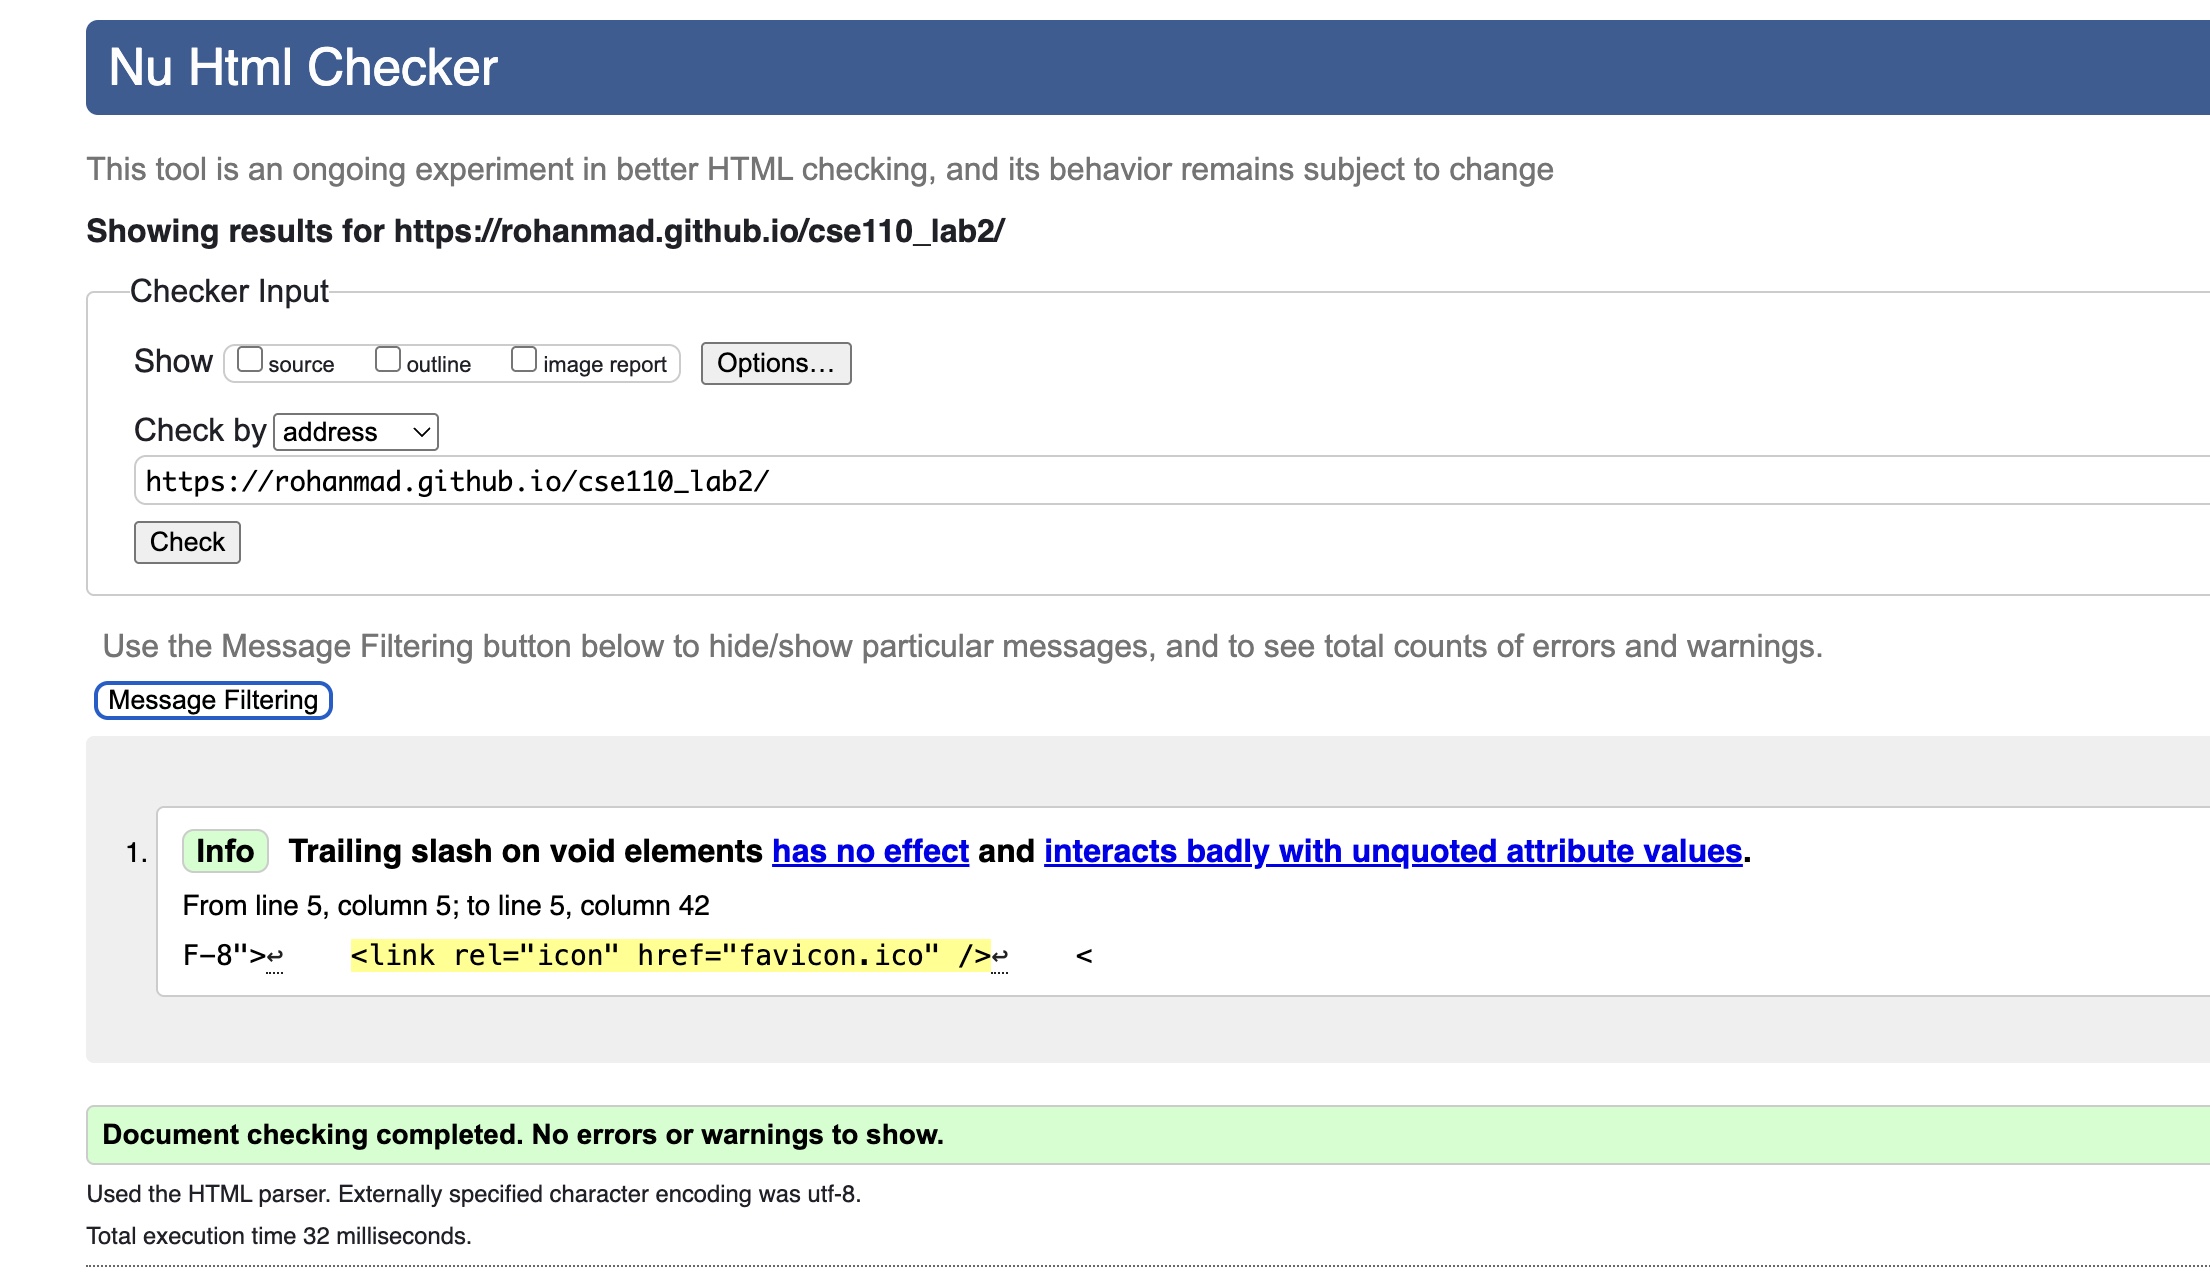 Nu Html Checker
This tool is an ongoing experiment in better HTML checking, and its behavior remains subject to change
Showing results for https://rohanmad.github.io/cse110_lab2/
Checker Input
Show source outline image report Options...
Check by address
https://rohanmad.github.io/cse110_lab2/
Check
Use the Message Filtering button below to hide/show particular messages, and to see total counts of errors and warnings.
Message Filtering
1. Info Trailing slash on void elements has no effect and interacts badly with unquoted attribute values.
From line 5, column 5; to line 5, column 42
F-8">↩ <link rel="icon" href="favicon.ico" />↩ <
Document checking completed. No errors or warnings to show.
Used the HTML parser. Externally specified character encoding was utf-8.
Total execution time 32 milliseconds.